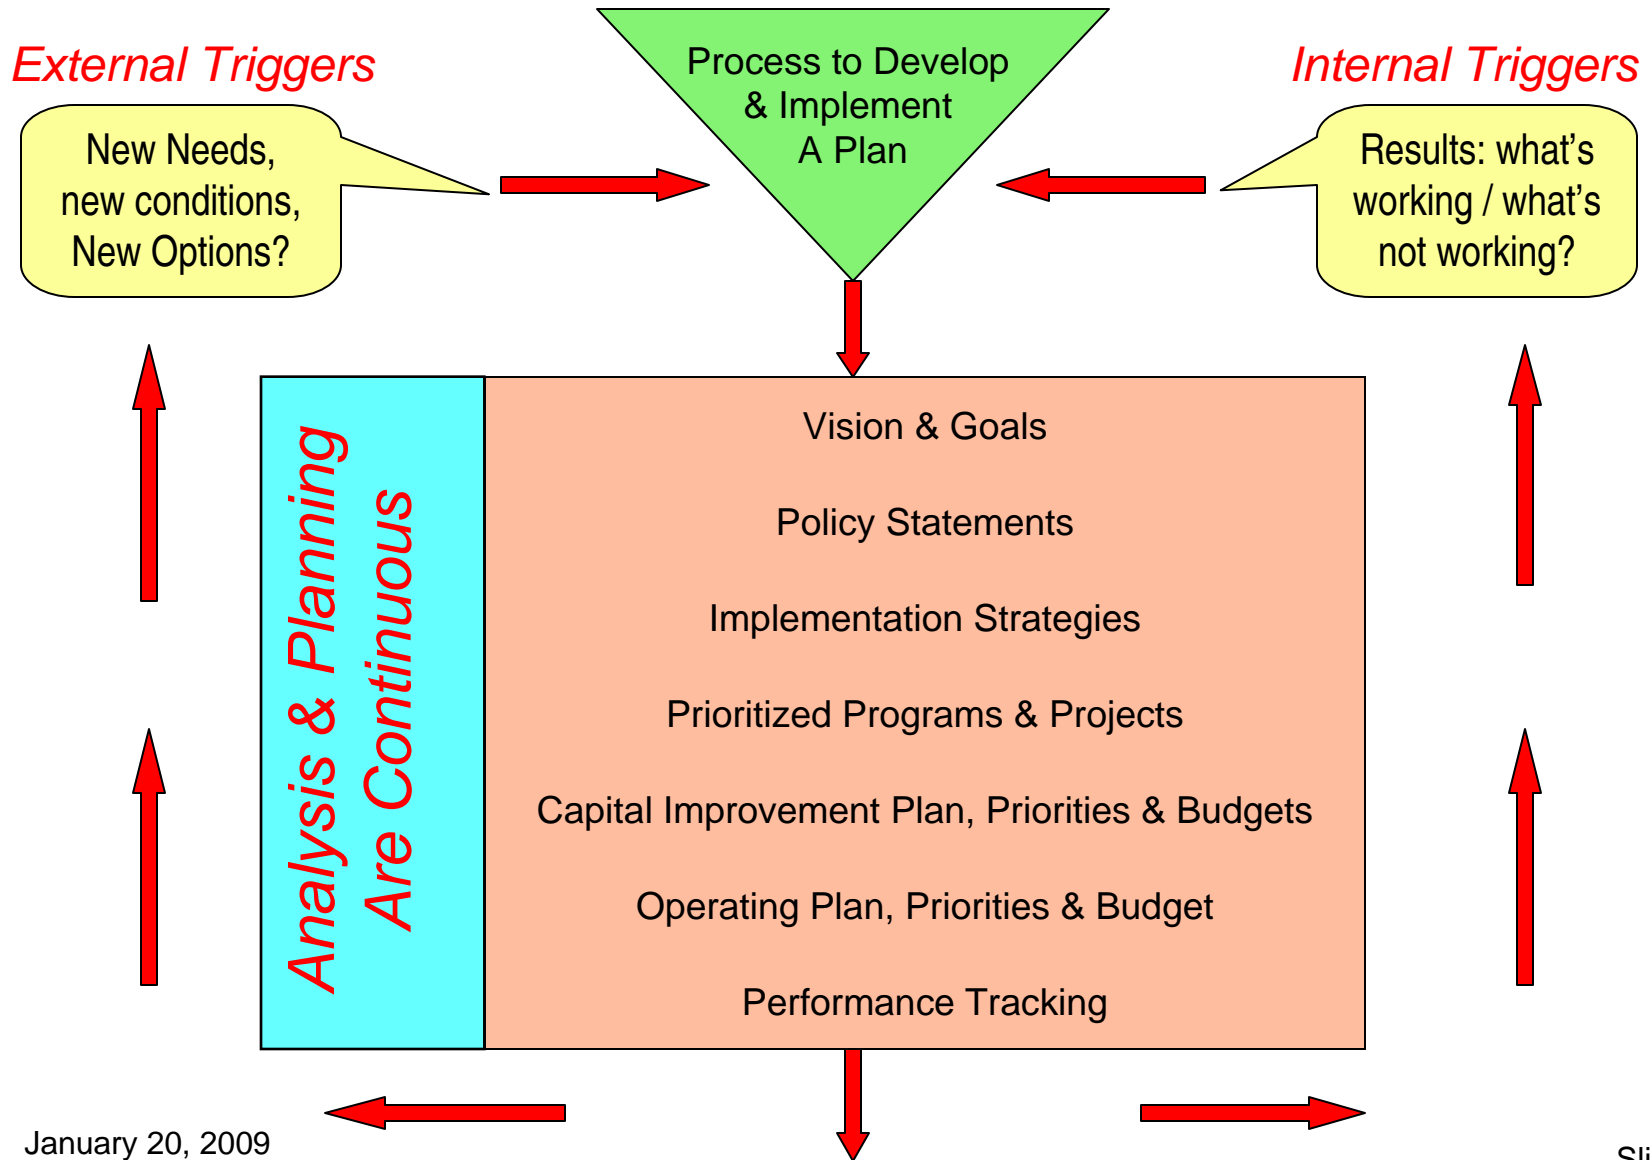 External Triggers
Process to Develop
& Implement
A Plan
Internal Triggers
New Needs,
new conditions,
New Options?
Results: what's
working / what's
not working?
Analysis & Planning
Are Continuous
Vision & Goals
Policy Statements
Implementation Strategies
Prioritized Programs & Projects
Capital Improvement Plan, Priorities & Budgets
Operating Plan, Priorities & Budget
Performance Tracking
January 20, 2009